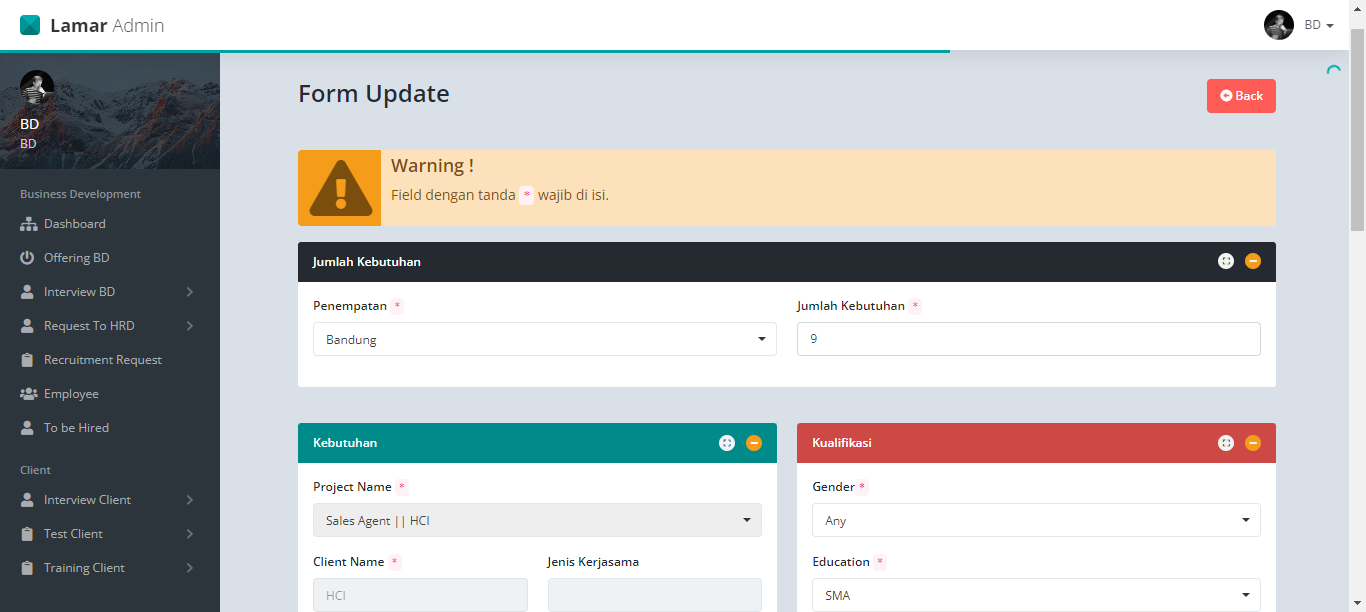 Lamar Admin
BD
BD
BD
Business Development
Dashboard
Offering BD
Interview BD
Request To HRD
Recruitment Request
Employee
To be Hired
Client
Interview Client
Test Client
Training Client
Form Update
Back
Warning !
Field dengan tanda * wajib di isi.
Jumlah Kebutuhan
Penempatan *
Bandung
Jumlah Kebutuhan *
9
Kebutuhan
Project Name *
Sales Agent || HCI
Client Name *
HCI
Jenis Kerjasama
Kualifikasi
Gender *
Any
Education *
SMA